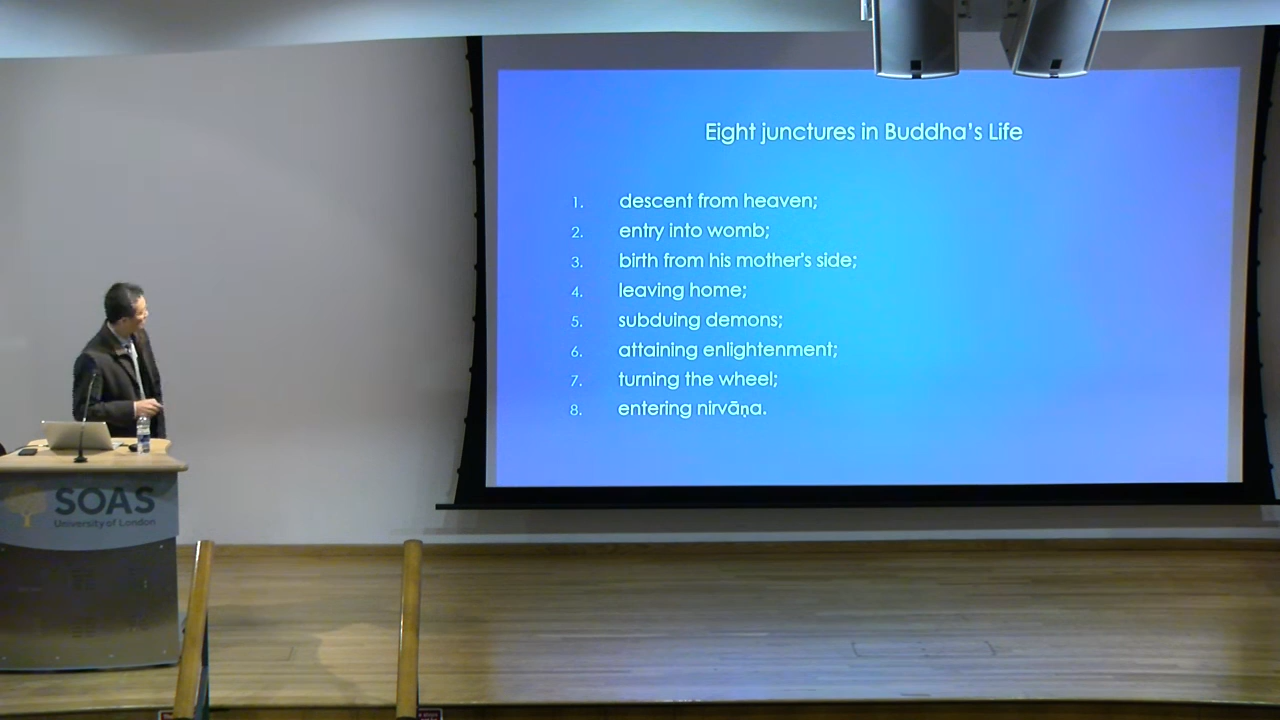 Eight junctures in Buddha's Life
1. descent from heaven;
2. entry into womb;
3. birth from his mother's side;
4. leaving home;
5. subduing demons;
6. attaining enlightenment;
7. turning the wheel;
8. entering nirvāṇa.
SOAS
University of London